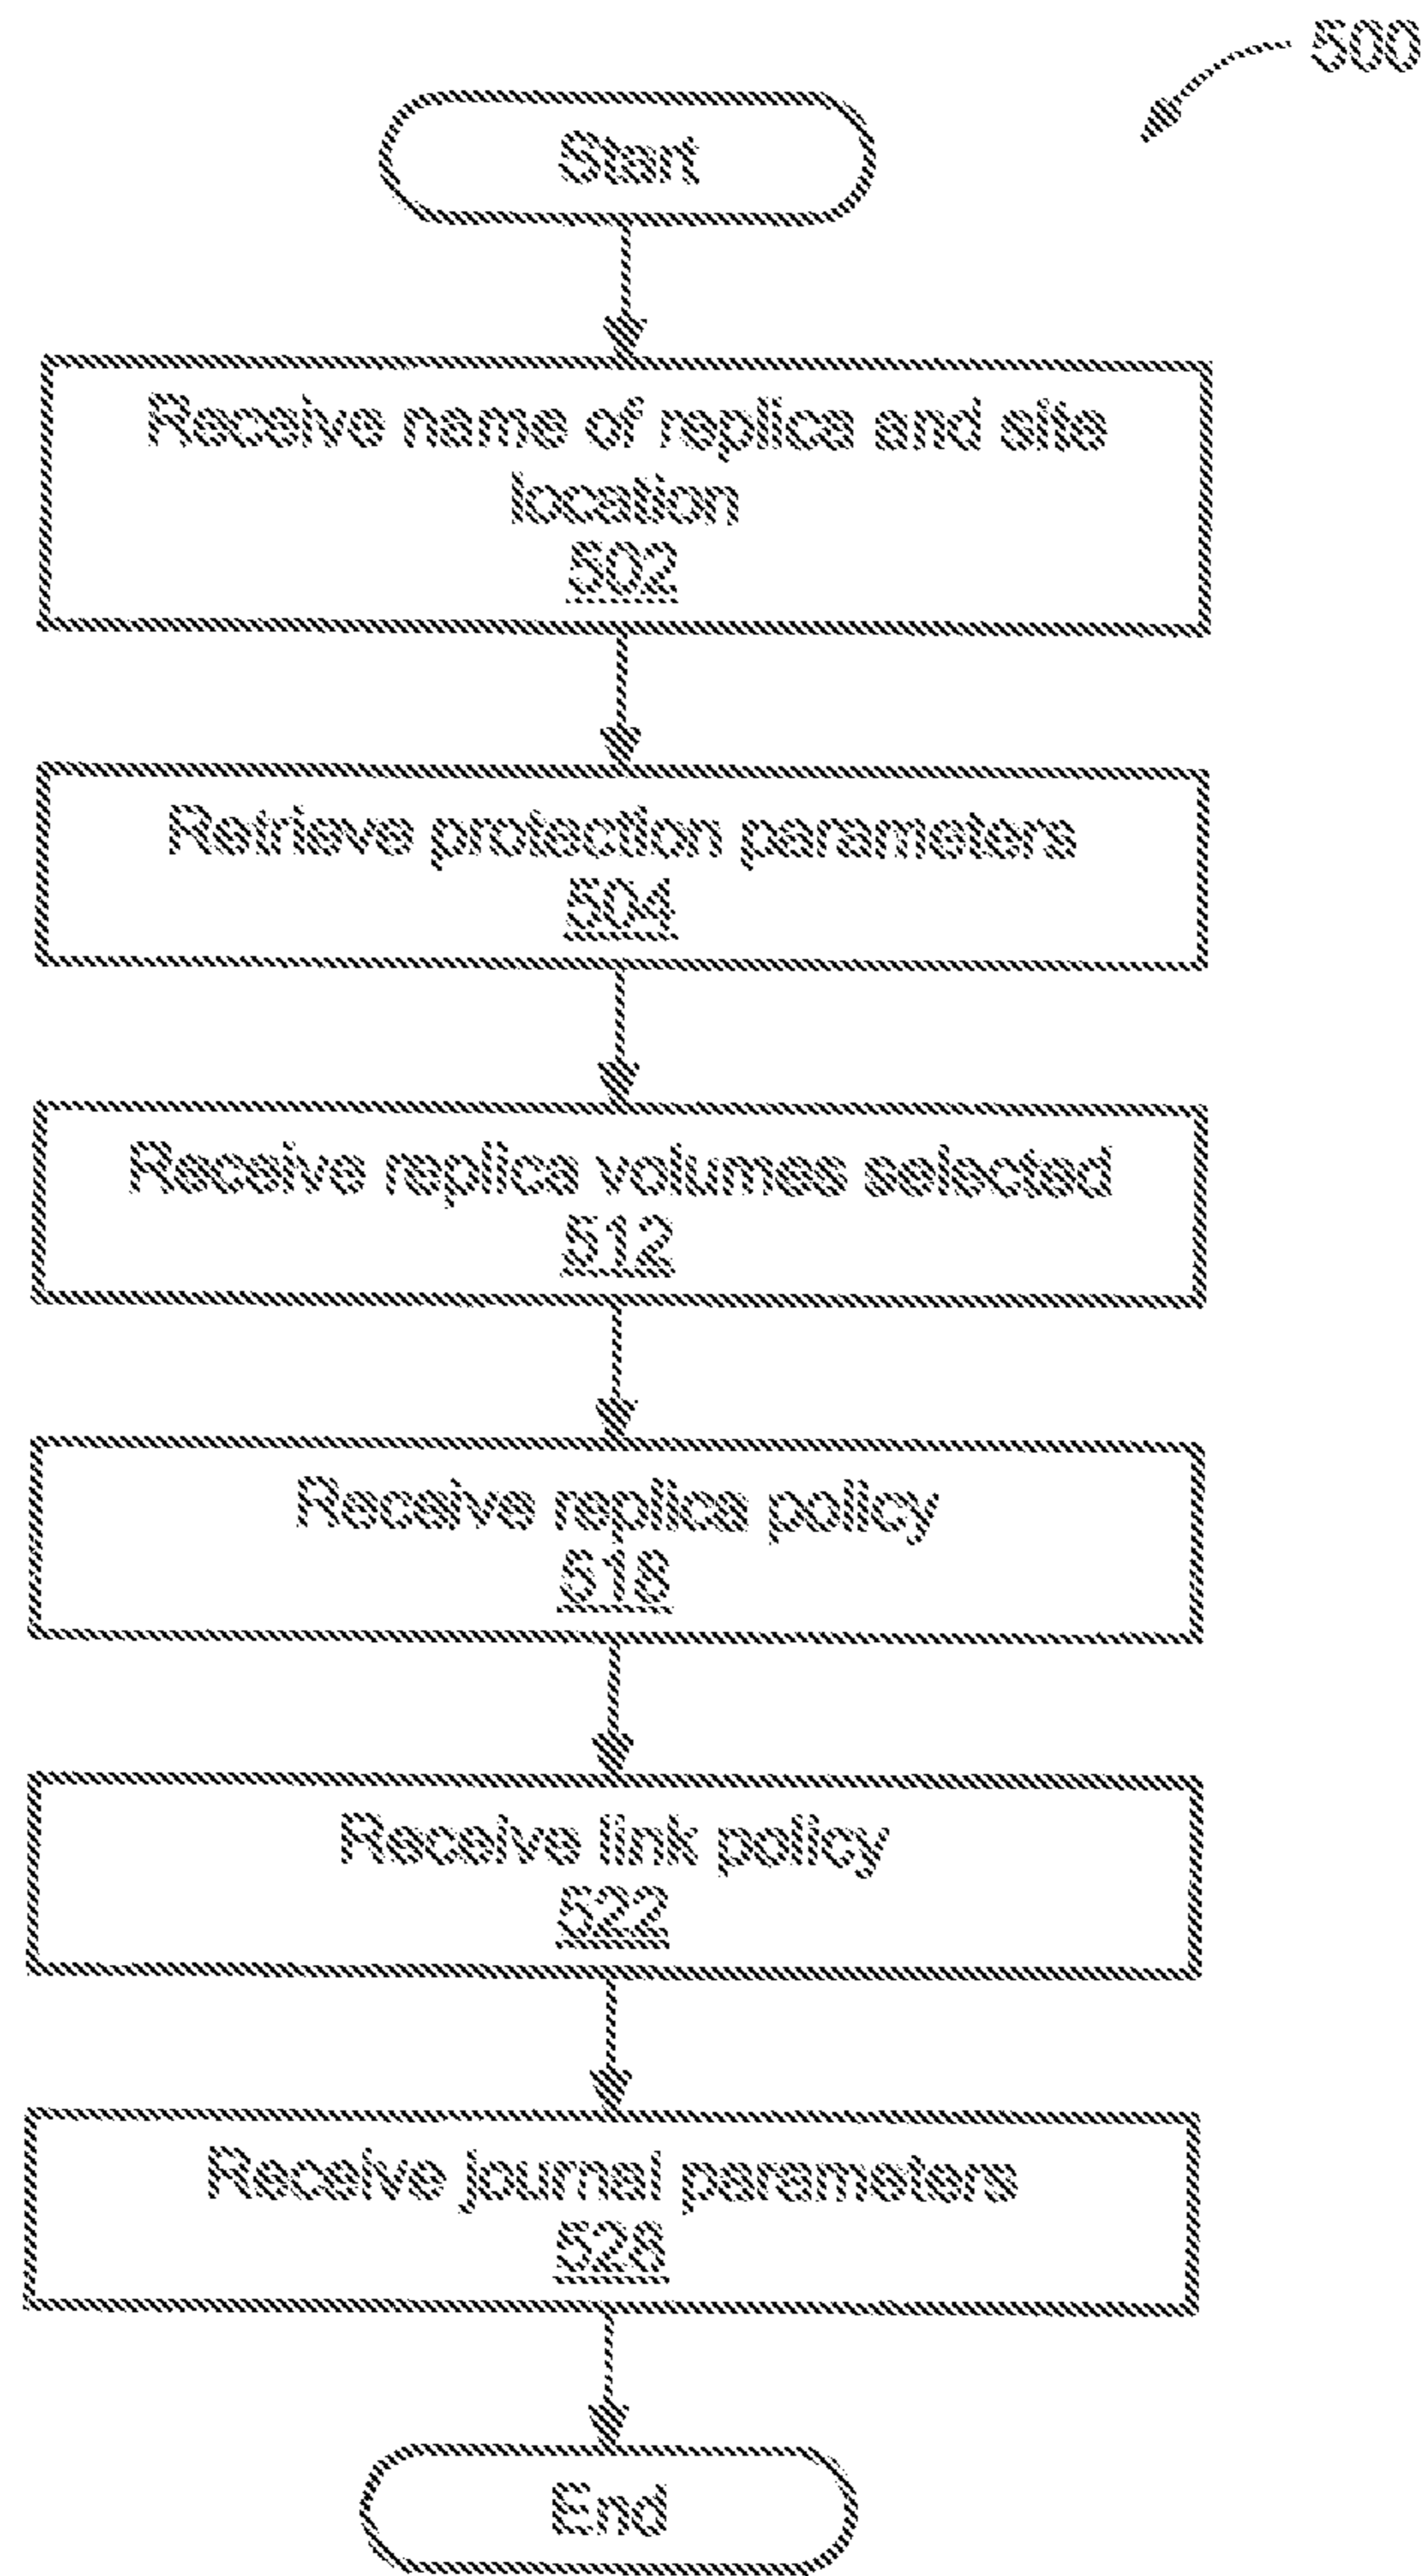 500
Start
Receive name of replica and site
location
502
Retrieve protection parameters
504
Receive replica volumes selected
512
Receive replica policy
518
Receive link policy
522
Receive journal parameters
528
End